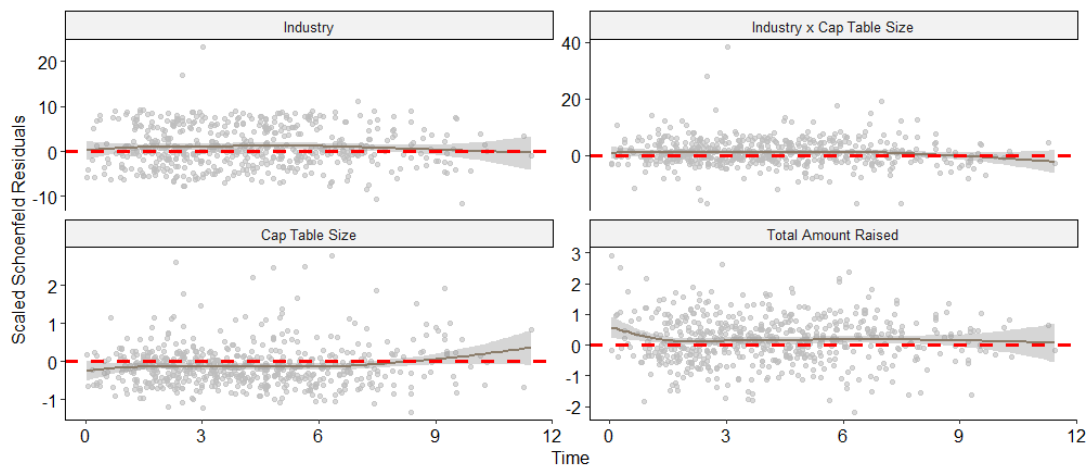 Industry
Industry x Cap Table Size
20
10
0
-10
40
20
0
Scaled Schoenfeld Residuals
Cap Table Size
Total Amount Raised
2
1
0
-1
3
2
1
0
-1
-2
0 3 6 9 12
0 3 6 9 12
Time